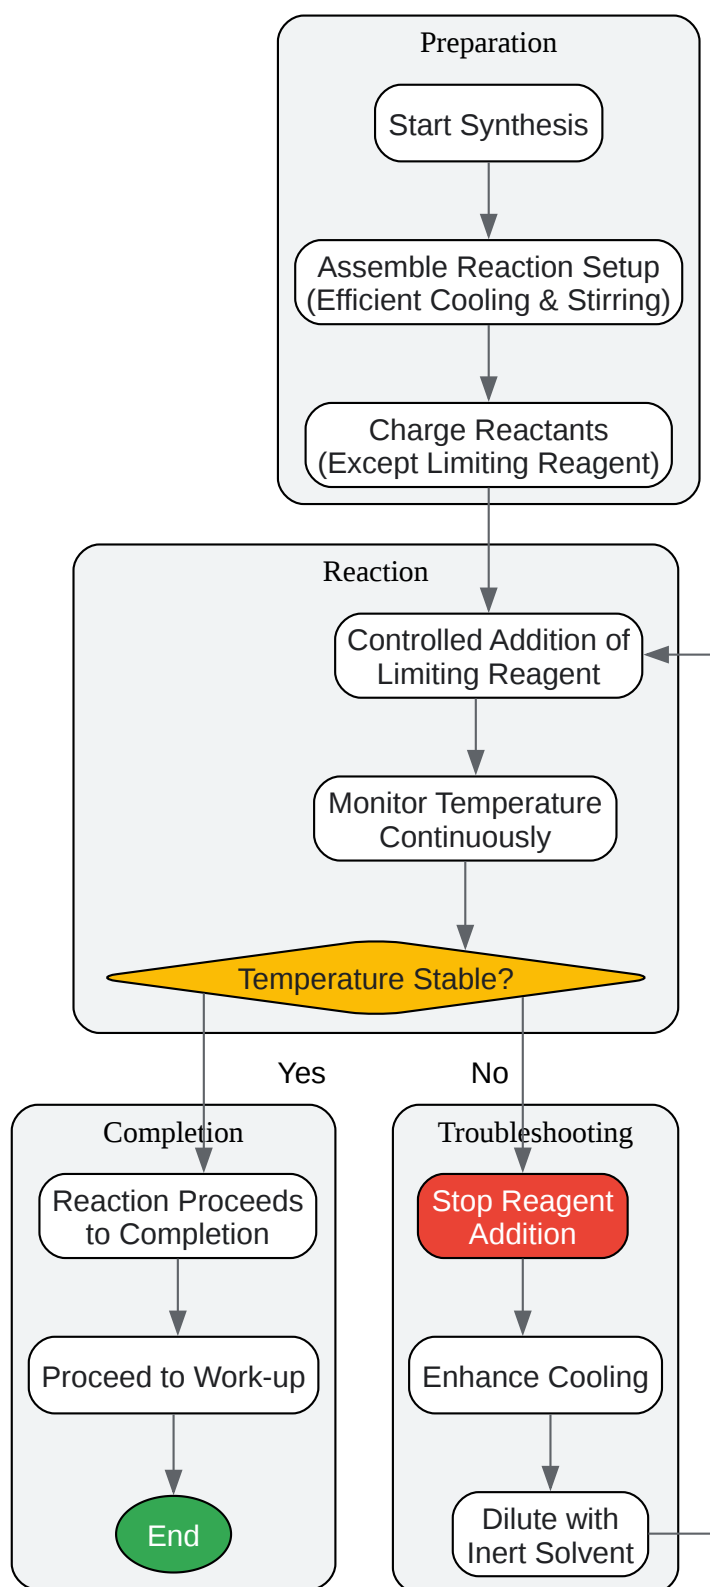 Preparation
Start Synthesis
Assemble Reaction Setup
(Efficient Cooling & Stirring)
Charge Reactants
(Except Limiting Reagent)
Reaction
Controlled Addition of
Limiting Reagent
Monitor Temperature
Continuously
Temperature Stable?
Yes
No
Completion
Reaction Proceeds
to Completion
Proceed to Work-up
End
Troubleshooting
Stop Reagent
Addition
Enhance Cooling
Dilute with
Inert Solvent